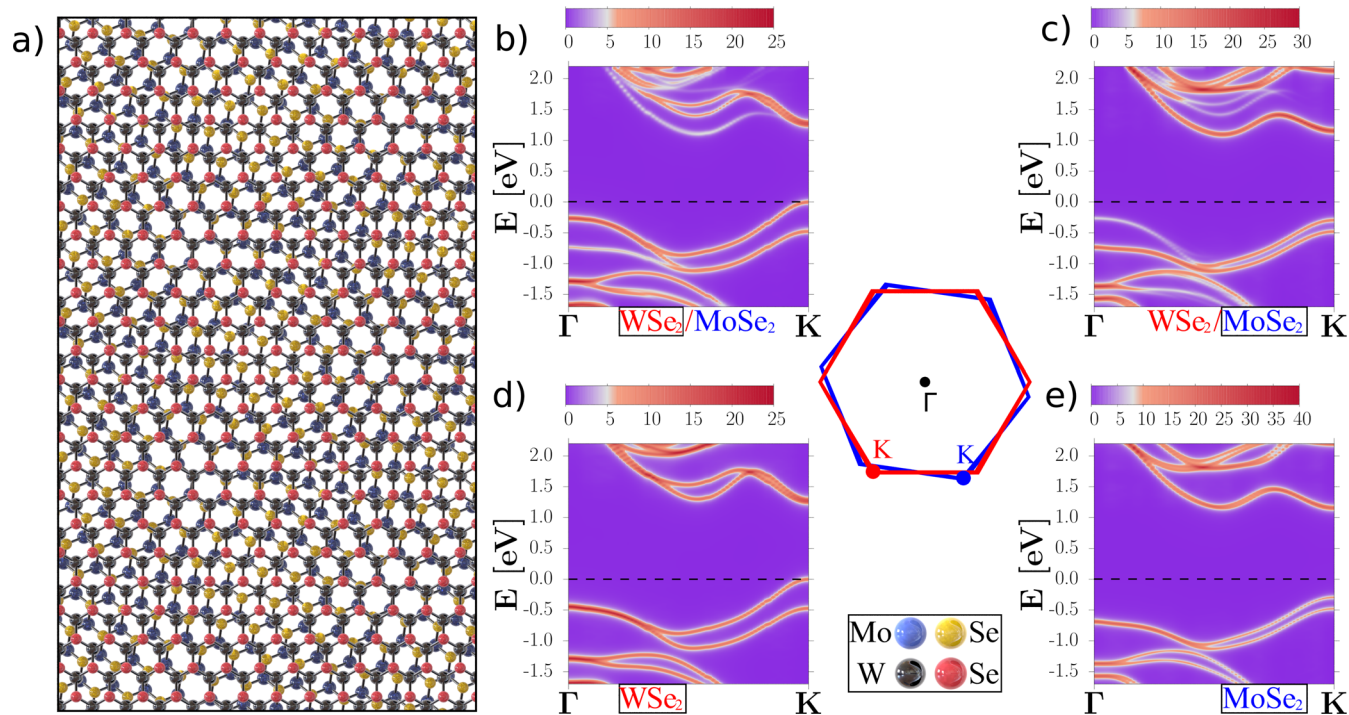 a)
b)
0 5 10 15 20 25
E [eV]
2.0
1.5
1.0
0.5
0.0
-0.5
-1.0
-1.5
Γ WSe₂/MoSe₂ K
c)
0 5 10 15 20 25 30
E [eV]
2.0
1.5
1.0
0.5
0.0
-0.5
-1.0
-1.5
Γ WSe₂/MoSe₂ K
Γ
K K
d)
0 5 10 15 20 25
E [eV]
2.0
1.5
1.0
0.5
0.0
-0.5
-1.0
-1.5
Γ WSe₂ K
Mo Se
W Se
e)
0 5 10 15 20 25 30 35 40
E [eV]
2.0
1.5
1.0
0.5
0.0
-0.5
-1.0
-1.5
Γ MoSe₂ K